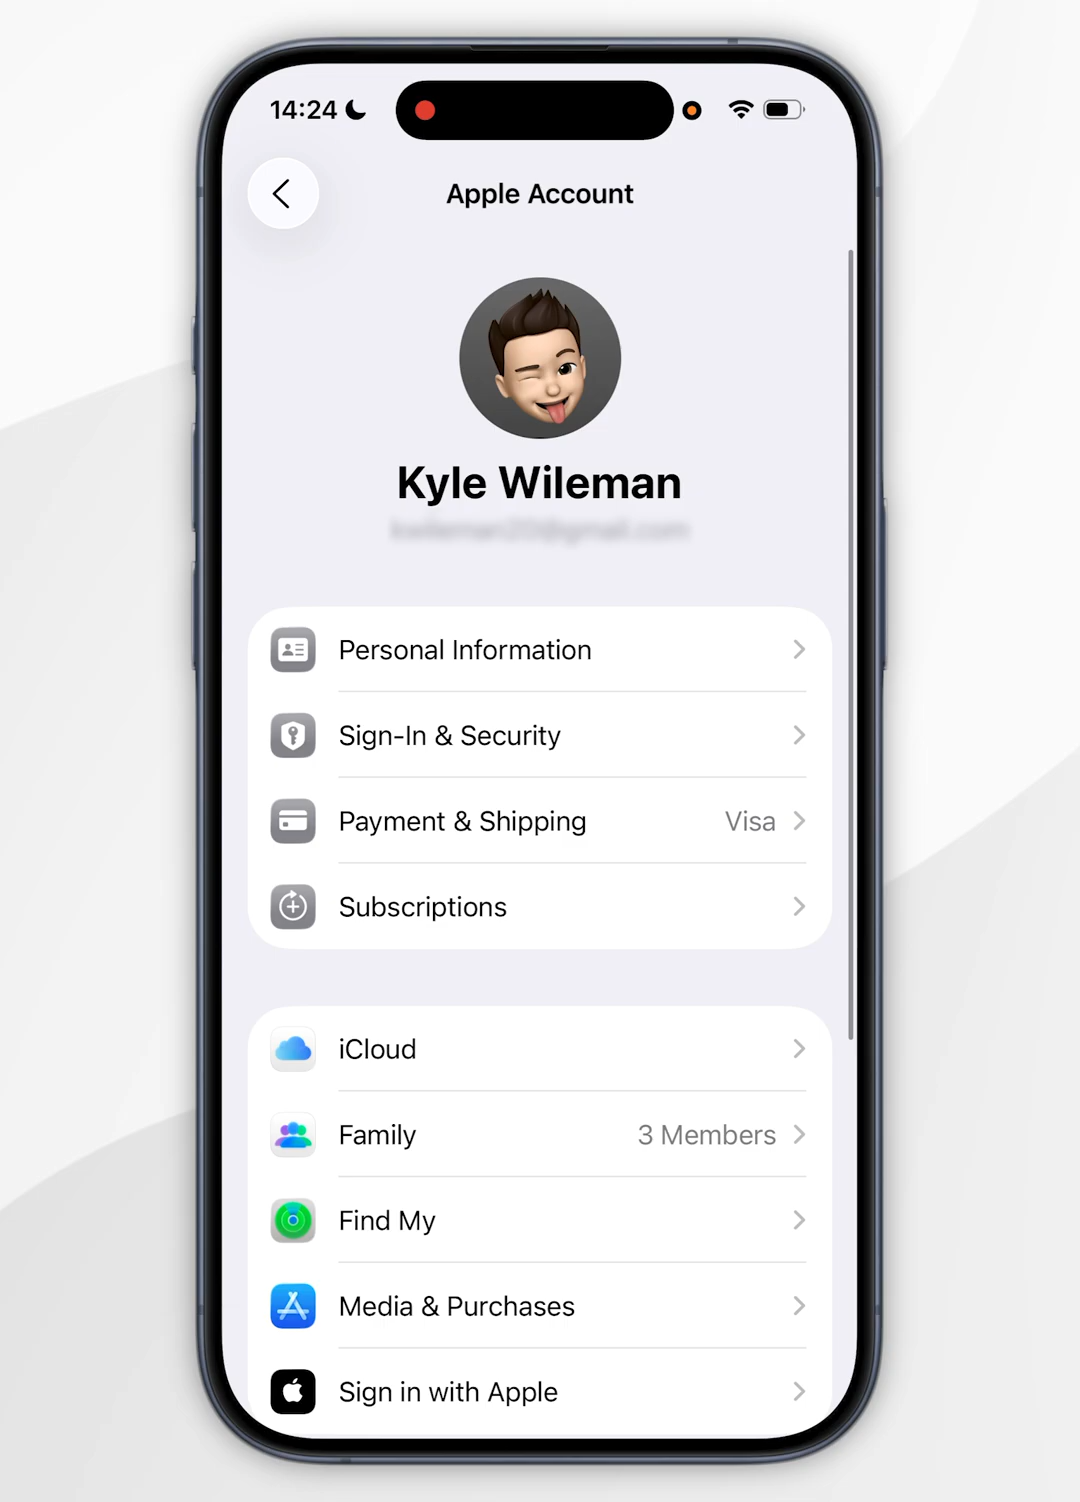 14:24
Apple Account
Kyle Wileman
Personal Information
Sign-In & Security
Payment & Shipping Visa
Subscriptions
iCloud
Family 3 Members
Find My
Media & Purchases
Sign in with Apple